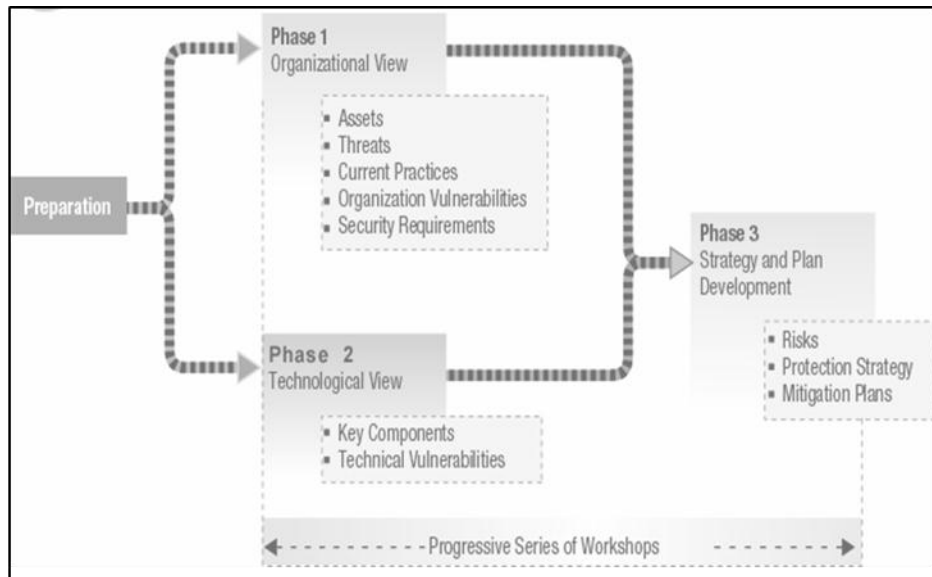 Preparation
Phase 1
Organizational View
▪ Assets
▪ Threats
▪ Current Practices
▪ Organization Vulnerabilities
▪ Security Requirements
Phase 2
Technological View
▪ Key Components
▪ Technical Vulnerabilities
Phase 3
Strategy and Plan
Development
▪ Risks
▪ Protection Strategy
▪ Mitigation Plans
Progressive Series of Workshops